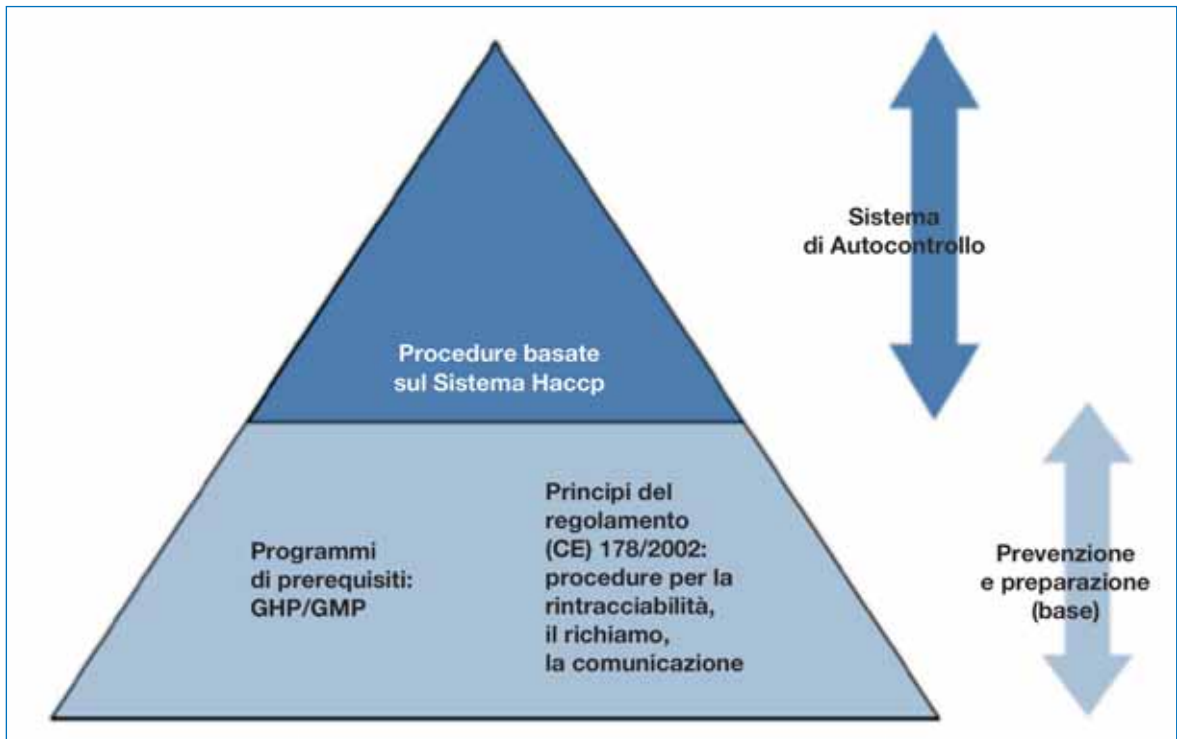 Sistema
di Autocontrollo
Procedure basate
sul Sistema Haccp
Programmi
di prerequisiti:
GHP/GMP
Principi del
regolamento
(CE) 178/2002:
procedure per la
rintracciabilità,
il richiamo,
la comunicazione
Prevenzione
e preparazione
(base)